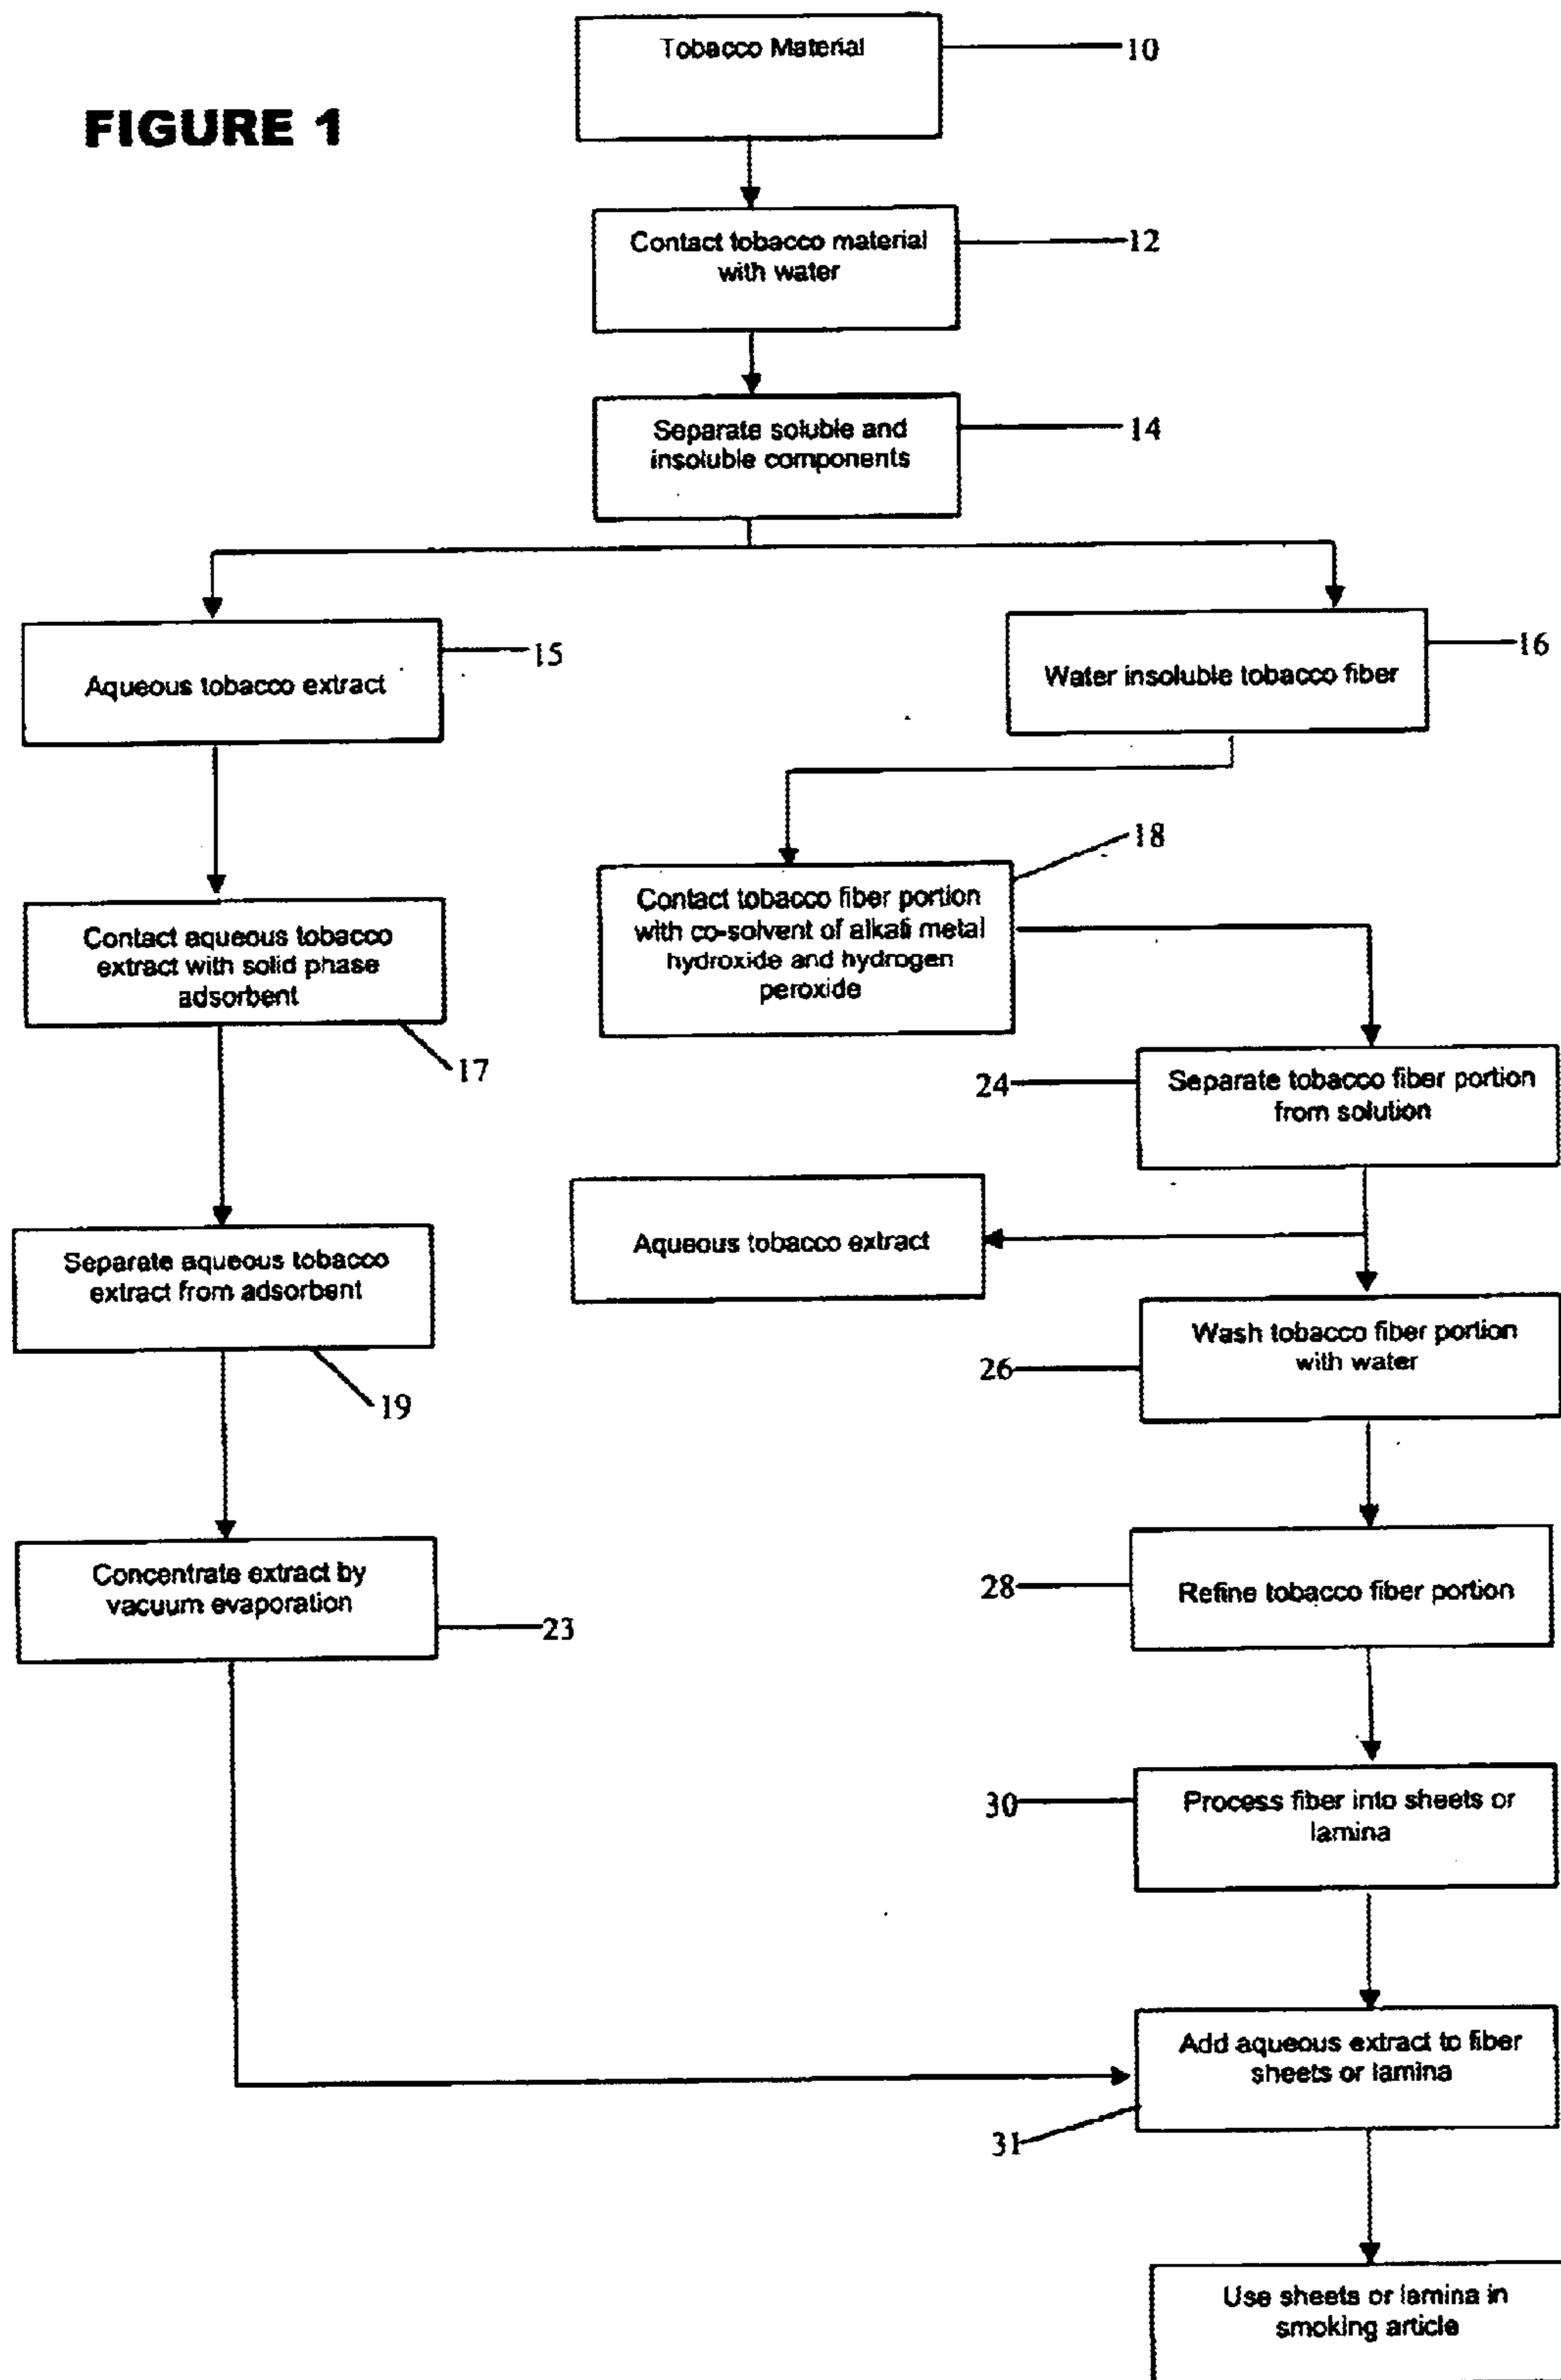 Tobacco Material
10
FIGURE 1
Contact tobacco material
with water
12
Separate soluble and
insoluble components
14
Aqueous tobacco extract
15
Water insoluble tobacco fiber
16
Contact tobacco fiber portion
with co-solvent of alkali metal
hydroxide and hydrogen
peroxide
18
Contact aqueous tobacco
extract with solid phase
adsorbent
17
24
Separate tobacco fiber portion
from solution
Aqueous tobacco extract
Separate aqueous tobacco
extract from adsorbent
19
Wash tobacco fiber portion
with water
26
Concentrate extract by
vacuum evaporation
23
28
Refine tobacco fiber portion
30
Process fiber into sheets or
lamina
Add aqueous extract to fiber
sheets or lamina
31
Use sheets or lamina in
smoking article